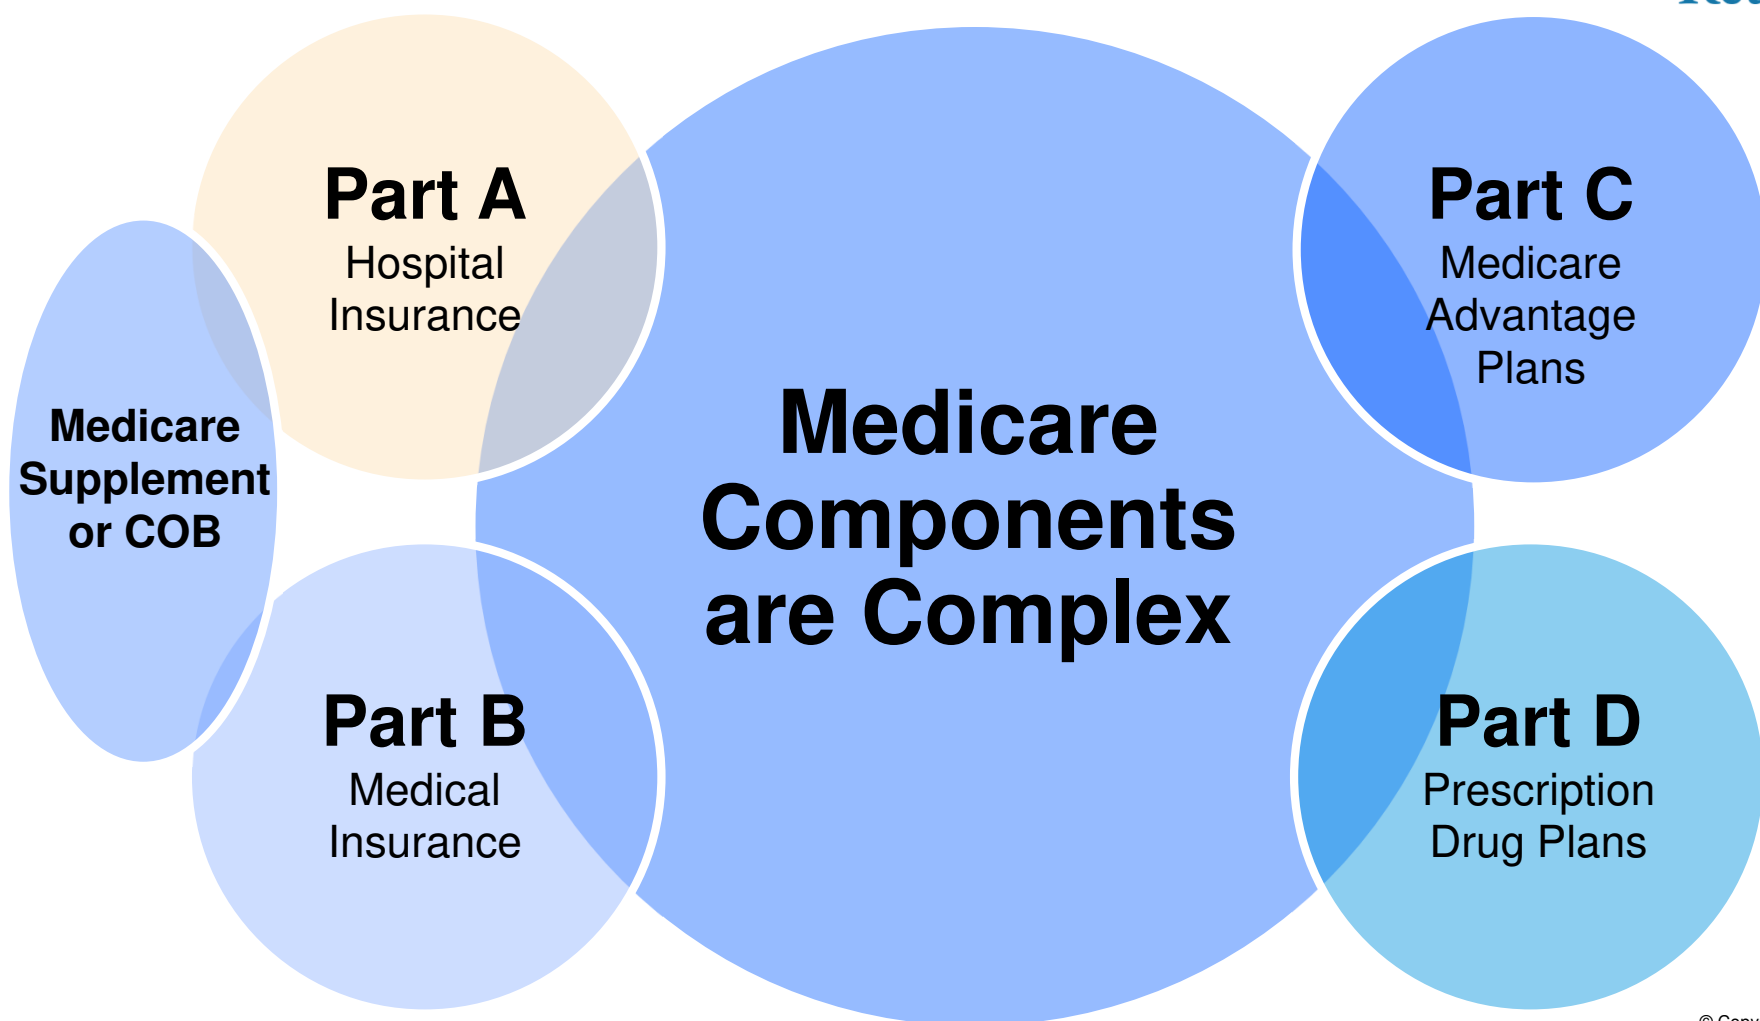 Part A
Hospital
Insurance
Medicare
Supplement
or COB
Part B
Medical
Insurance
Medicare
Components
are Complex
Part C
Medicare
Advantage
Plans
Part D
Prescription
Drug Plans